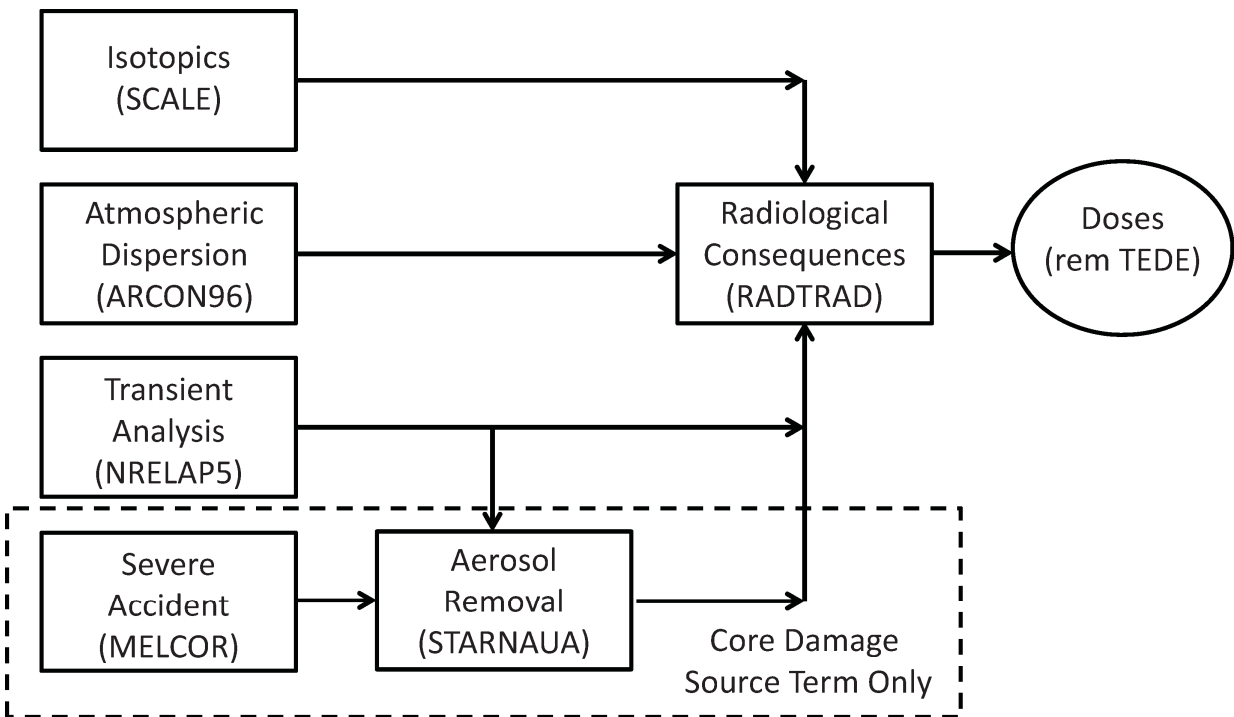 Isotopics
(SCALE)
Atmospheric
Dispersion
(ARCON96)
Radiological
Consequences
(RADTRAD)
Doses
(rem TEDE)
Transient
Analysis
(NRELAP5)
Severe
Accident
(MELCOR)
Aerosol
Removal
(STARNAUA)
Core Damage
Source Term Only